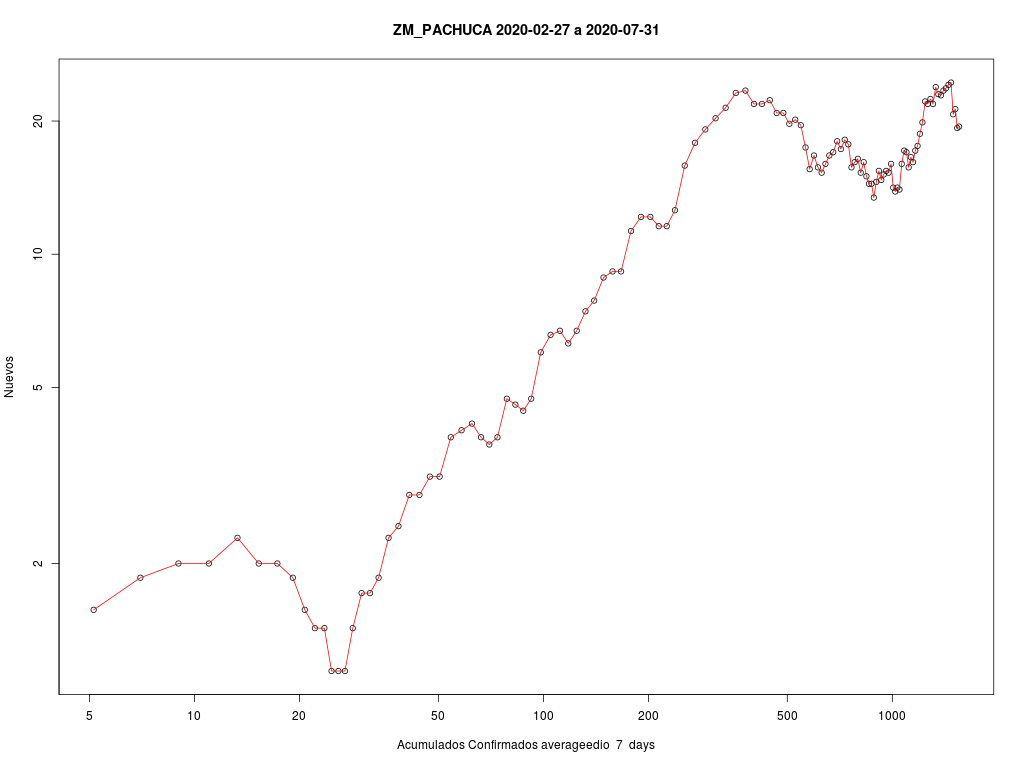 ZM_PACHUCA 2020-02-27 a 2020-07-31
Nuevos
20
10
5
2
5 10 20 50 100 200 500 1000
Acumulados Confirmados averageedio 7 days